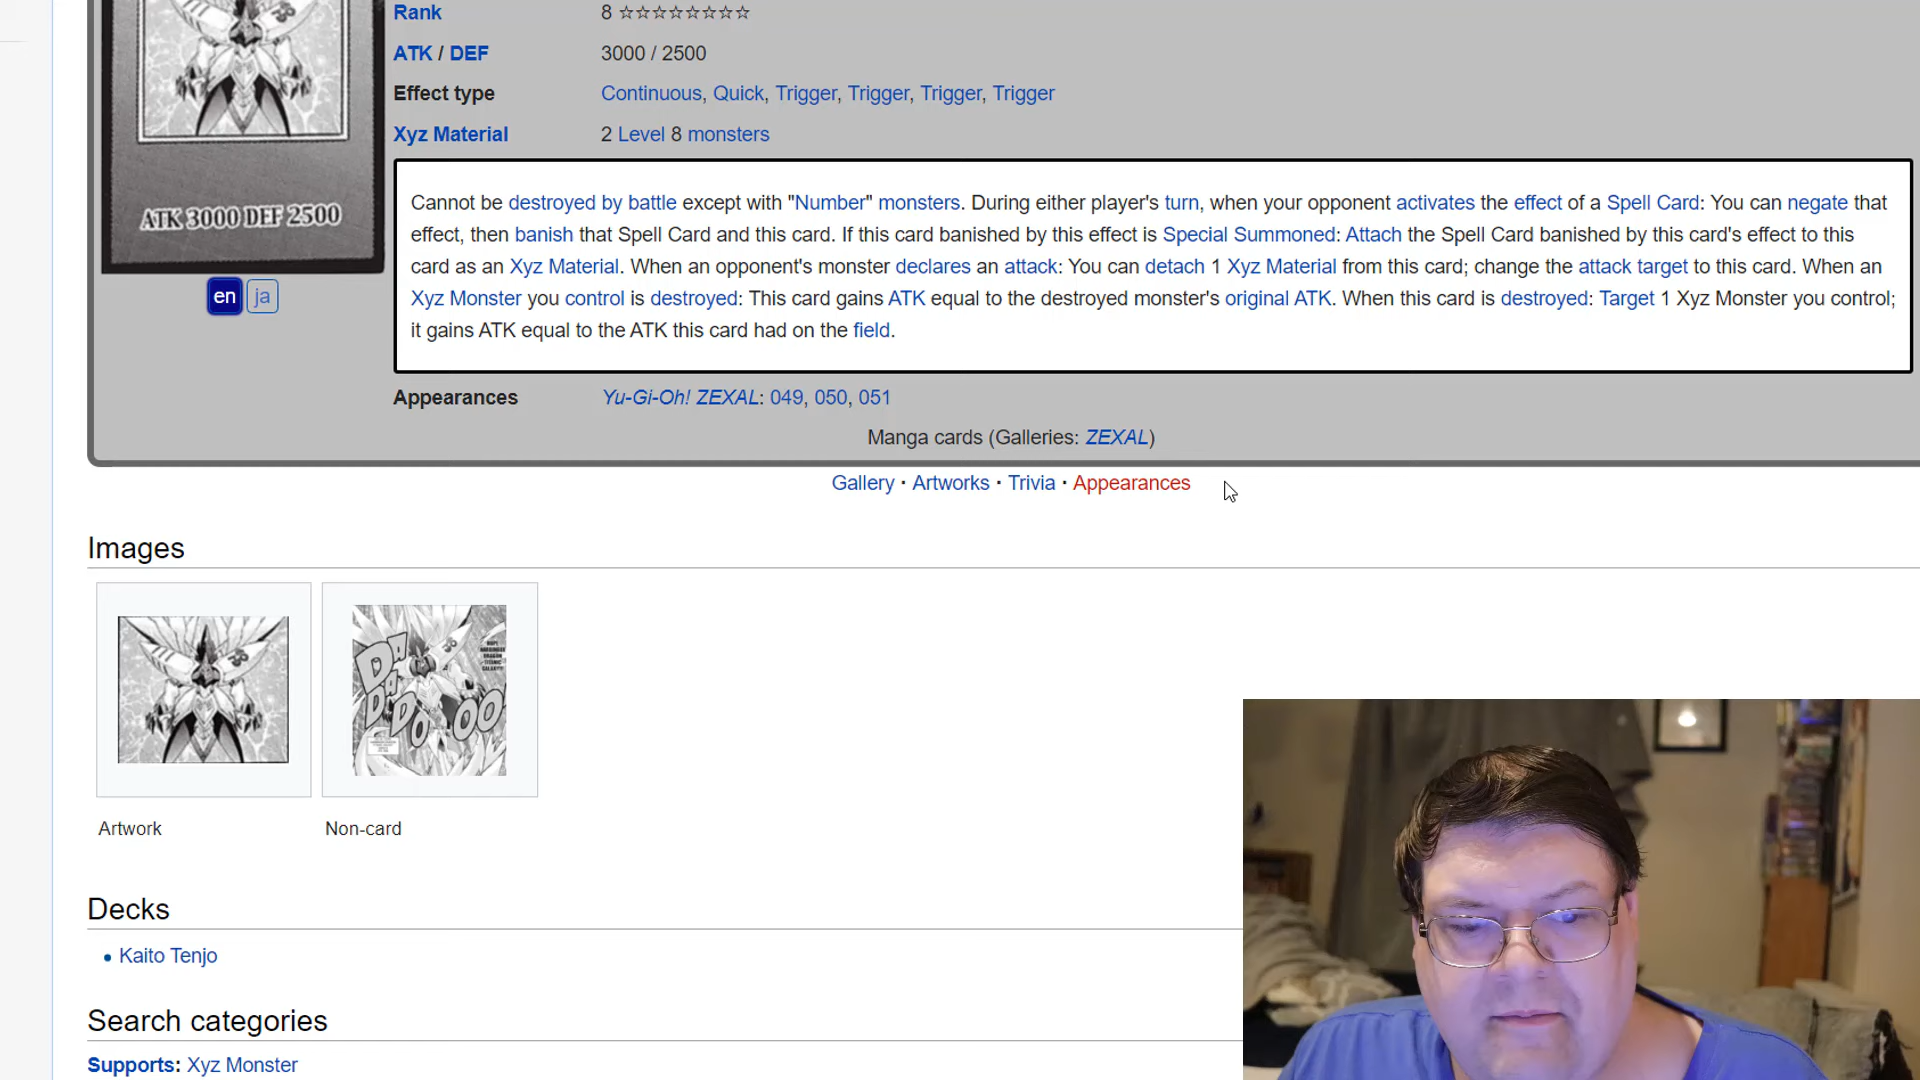 Rank 8 ☆☆☆☆☆☆☆☆
ATK / DEF 3000 / 2500
Effect type Continuous, Quick, Trigger, Trigger, Trigger, Trigger
Xyz Material 2 Level 8 monsters
Cannot be destroyed by battle except with "Number" monsters. During either player's turn, when your opponent activates the effect of a Spell Card: You can negate that
effect, then banish that Spell Card and this card. If this card banished by this effect is Special Summoned: Attach the Spell Card banished by this card's effect to this
card as an Xyz Material. When an opponent's monster declares an attack: You can detach 1 Xyz Material from this card; change the attack target to this card. When an
Xyz Monster you control is destroyed: This card gains ATK equal to the destroyed monster's original ATK. When this card is destroyed: Target 1 Xyz Monster you control;
it gains ATK equal to the ATK this card had on the field.
ATK 3000 DEF 2500
en ja
Appearances Yu-Gi-Oh! ZEXAL: 049, 050, 051
Manga cards (Galleries: ZEXAL)
Gallery · Artworks · Trivia · Appearances
Images
DA
DA
DO
OO
Artwork
Non-card
Decks
• Kaito Tenjo
Search categories
Supports: Xyz Monster